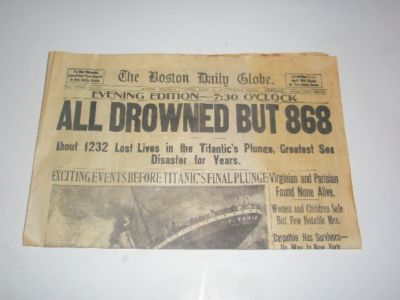 The Boston Daily Globe.
EVENING EDITION—7:30 O'CLOCK
ALL DROWNED BUT 868
About 1232 Lost Lives in the Titanic's Plunge, Greatest Sea
Disaster for Years.
EXCITING EVENTS BEFORE TITANIC'S FINAL PLUNGE
Virginian and Parisian
Found None Alive.
Women and Children Safe
But Few Notable Men.
Carpathia Has Survivors—
On Way to New York
TITANIC